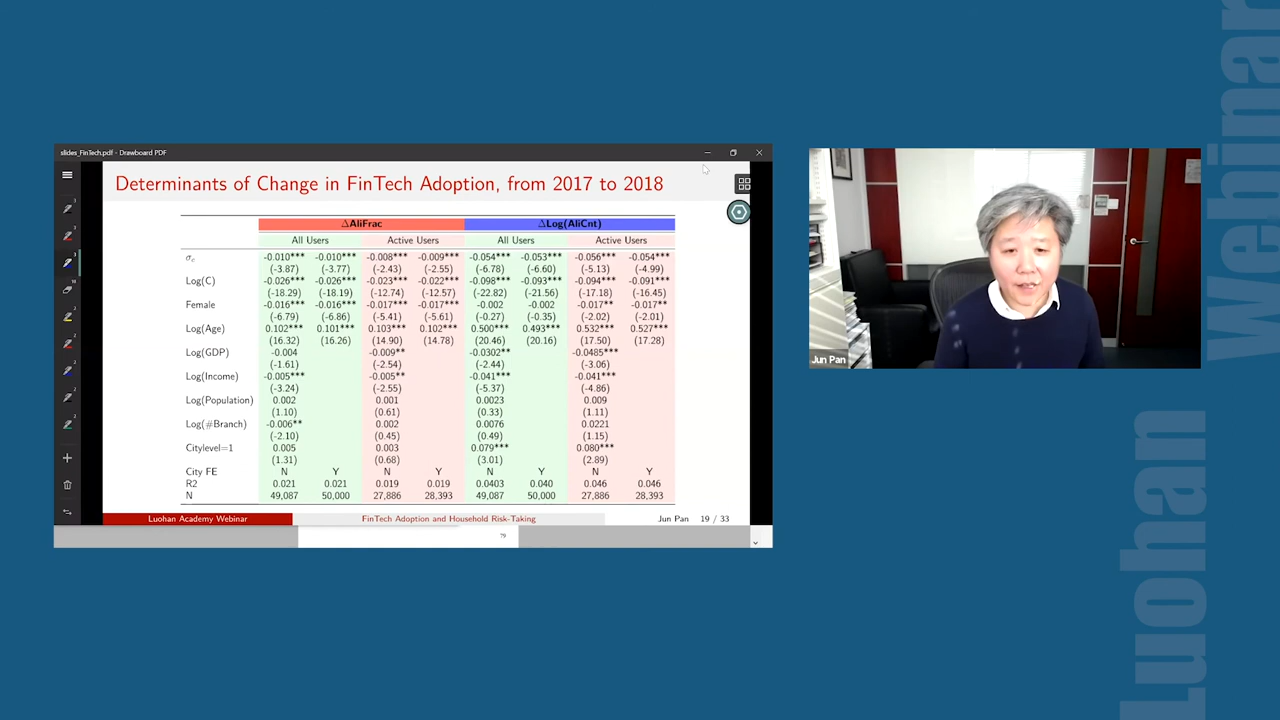 slides_FinTech.pdf - Drawboard PDF
Determinants of Change in FinTech Adoption, from 2017 to 2018
ΔAliFrac ΔLog(AliCnt)
All Users Active Users All Users Active Users
σc -0.010*** -0.010*** -0.008*** -0.009*** -0.054*** -0.053*** -0.056*** -0.054***
(-3.87) (-3.77) (-2.43) (-2.55) (-6.78) (-6.60) (-5.13) (-4.99)
Log(C) -0.026*** -0.026*** -0.023*** -0.022*** -0.098*** -0.093*** -0.094*** -0.091***
(-18.29) (-18.19) (-12.74) (-12.57) (-22.82) (-21.56) (-17.18) (-16.45)
Female -0.016*** -0.016*** -0.017*** -0.017*** -0.002 -0.002 -0.017** -0.017**
(-6.79) (-6.86) (-5.41) (-5.61) (-0.27) (-0.35) (-2.02) (-2.01)
Log(Age) 0.102*** 0.101*** 0.103*** 0.102*** 0.500*** 0.493*** 0.532*** 0.527***
(16.32) (16.26) (14.90) (14.78) (20.46) (20.16) (17.50) (17.28)
Log(GDP) -0.004 -0.009** -0.0302** -0.0485***
(-1.61) (-2.54) (-2.44) (-3.06)
Log(Income) -0.005*** -0.005** -0.041*** -0.041***
(-3.24) (-2.55) (-5.37) (-4.86)
Log(Population) 0.002 0.001 0.0023 0.009
(1.10) (0.61) (0.33) (1.11)
Log(#Branch) -0.006** 0.002 0.0076 0.0221
(-2.10) (0.45) (0.49) (1.15)
Citylevel=1 0.005 0.003 0.079*** 0.080***
(1.31) (0.68) (3.01) (2.89)
City FE N Y N Y N Y N Y
R2 0.021 0.021 0.019 0.019 0.0403 0.040 0.046 0.046
N 49,087 50,000 27,886 28,393 49,087 50,000 27,886 28,393
Luohan Academy Webinar FinTech Adoption and Household Risk-Taking Jun Pan 19 / 33
79
Jun Pan
Luohan Webinar